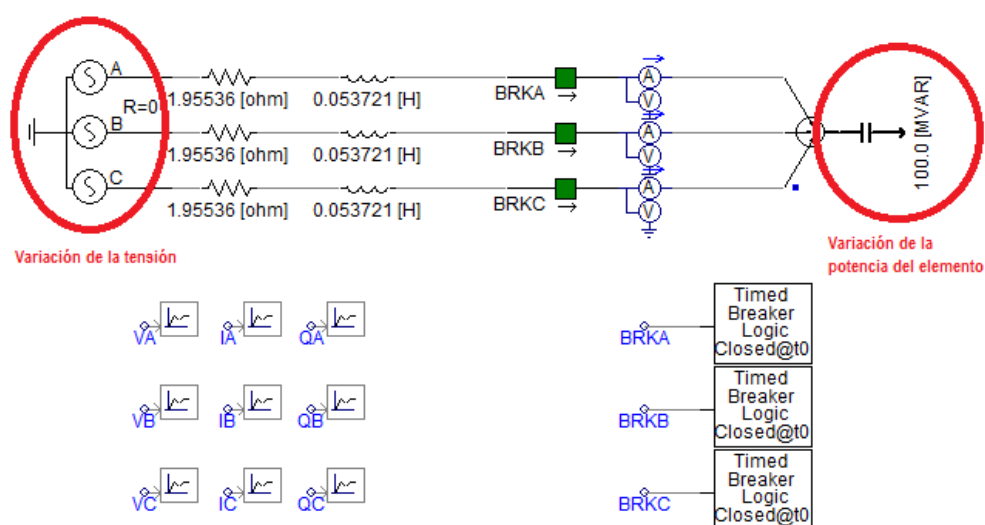 A
R=0
1.95536 [ohm]
0.053721 [H]
BRKA
A
V
B
1.95536 [ohm]
0.053721 [H]
BRKB
A
V
C
1.95536 [ohm]
0.053721 [H]
BRKC
A
V
100.0 [MVAR]
Variación de la tensión
Variación de la
potencia del elemento
VA
IA
QA
BRKA
Timed
Breaker
Logic
Closed@t0
VB
IB
QB
BRKB
Timed
Breaker
Logic
Closed@t0
VC
IC
QC
BRKC
Timed
Breaker
Logic
Closed@t0